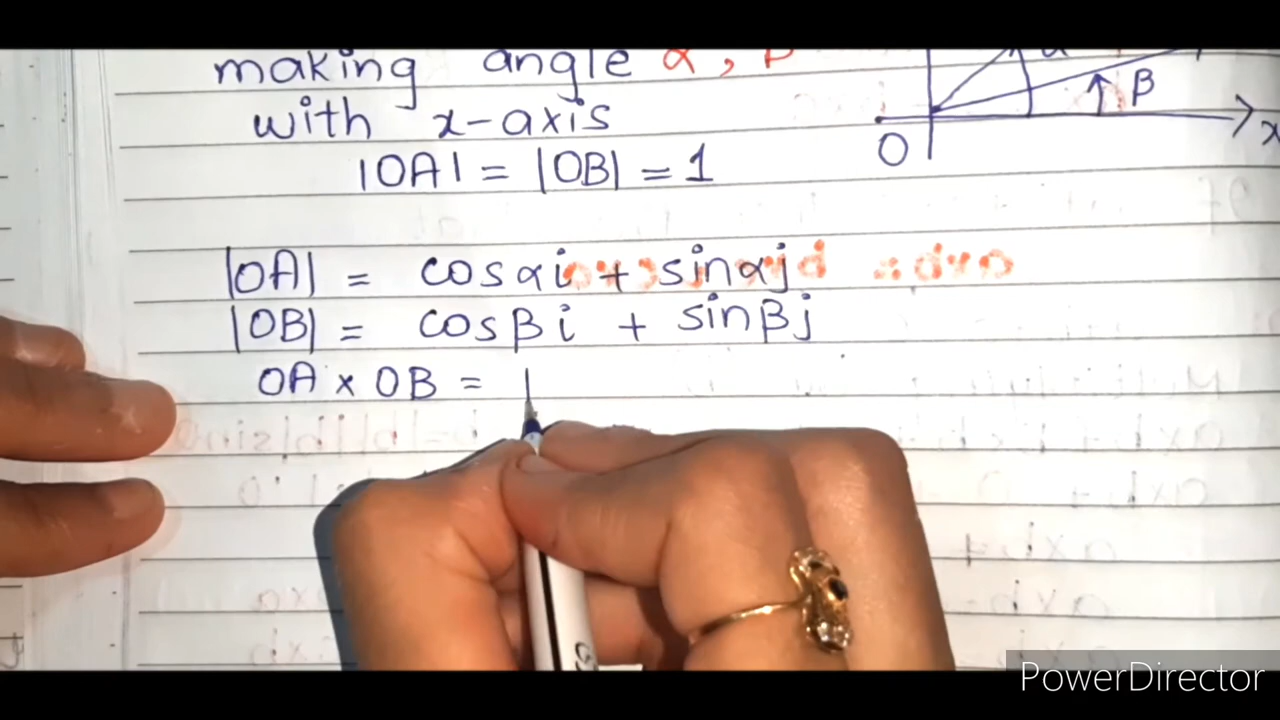 making angle α, β
with x-axis
|OA| = |OB| = 1
α
β
O
x
|OA| = cosαi + sinαj
|OB| = cosβi + sinβj
OA × OB = |
PowerDirector